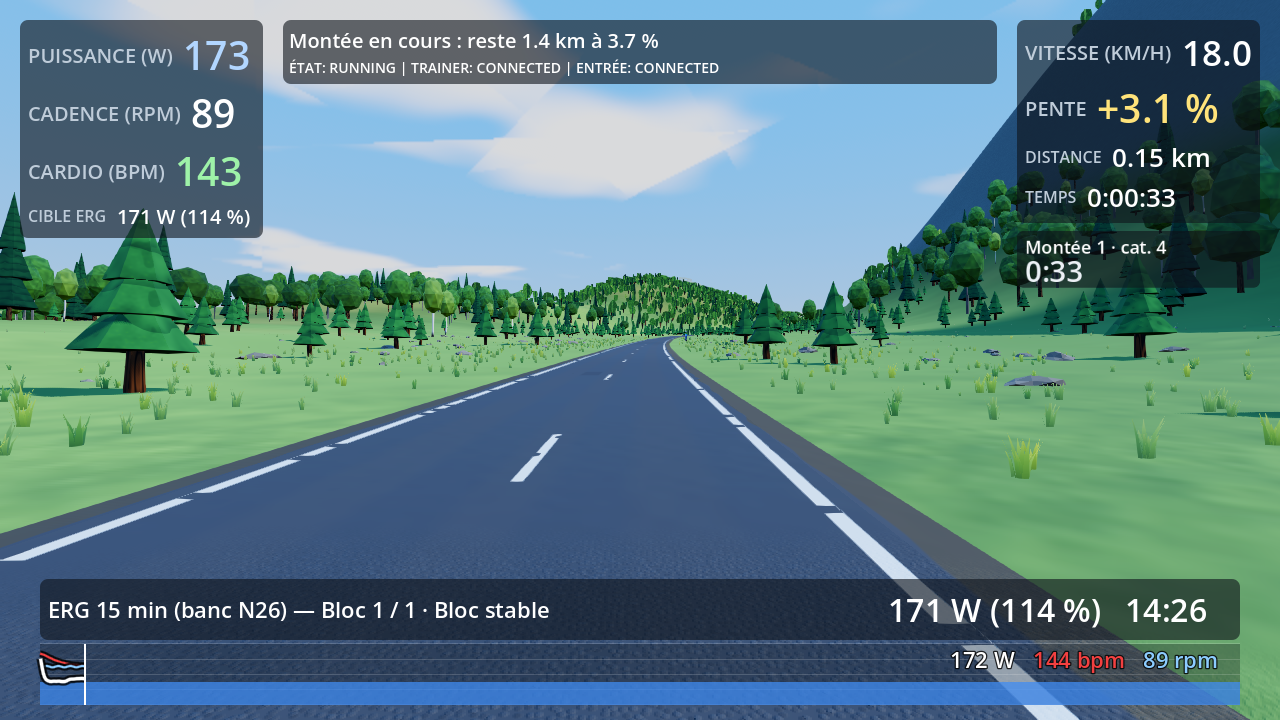 PUISSANCE (W) 173
CADENCE (RPM) 89
CARDIO (BPM) 143
CIBLE ERG 171 W (114 %)
Montée en cours : reste 1.4 km à 3.7 %
ÉTAT: RUNNING | TRAINER: CONNECTED | ENTRÉE: CONNECTED
VITESSE (KM/H) 18.0
PENTE +3.1 %
DISTANCE 0.15 km
TEMPS 0:00:33
Montée 1 · cat. 4
0:33
ERG 15 min (banc N26) — Bloc 1 / 1 · Bloc stable 171 W (114 %) 14:26
172 W 144 bpm 89 rpm